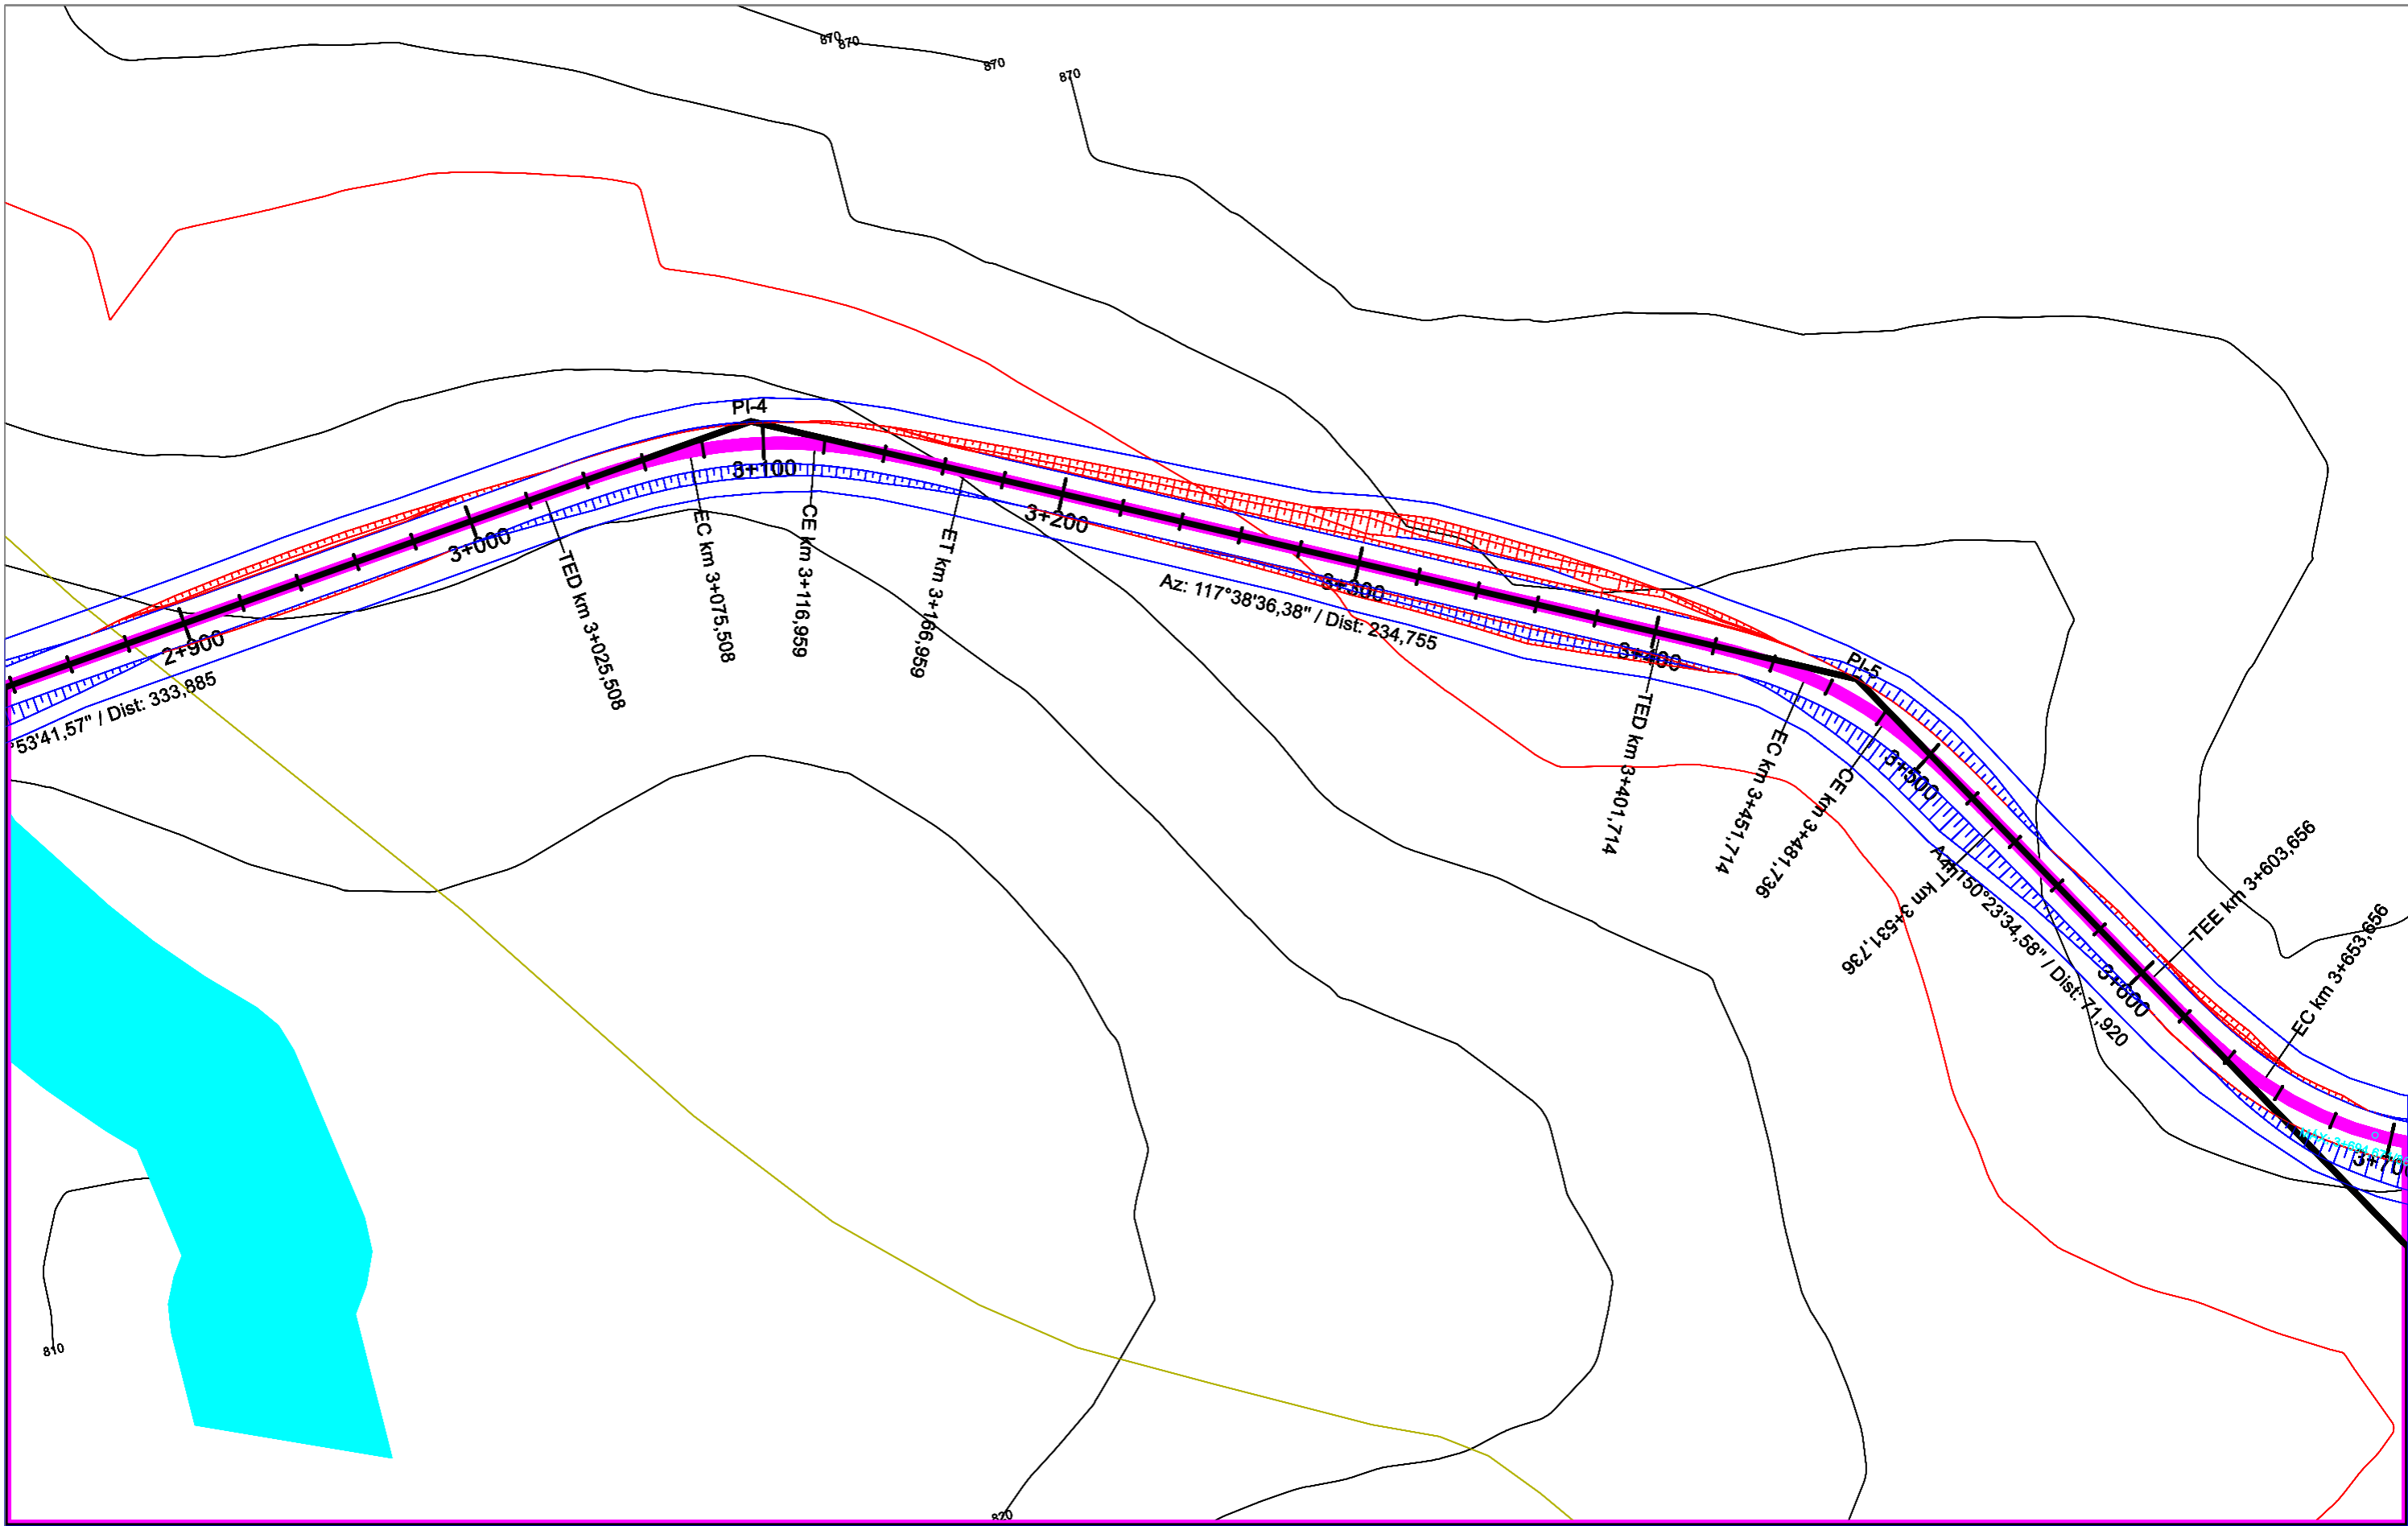 870
870
870
870
PI-4
3+100
3+000
2+900
°53'41,57" / Dist: 333,885
TED km 3+025,508
EC km 3+075,508
CE km 3+116,959
ET km 3+166,959
3+200
Az: 117°38'36,38" / Dist: 234,755
3+300
3+400
TED km 3+401,714
PI-5
EC km 3+451,714
CE km 3+481,736
3+500
ET km 3+531,736
Az: 150°23'34,58" / Dist: 71,920
3+600
TEE km 3+603,656
EC km 3+653,656
3+70
810
820